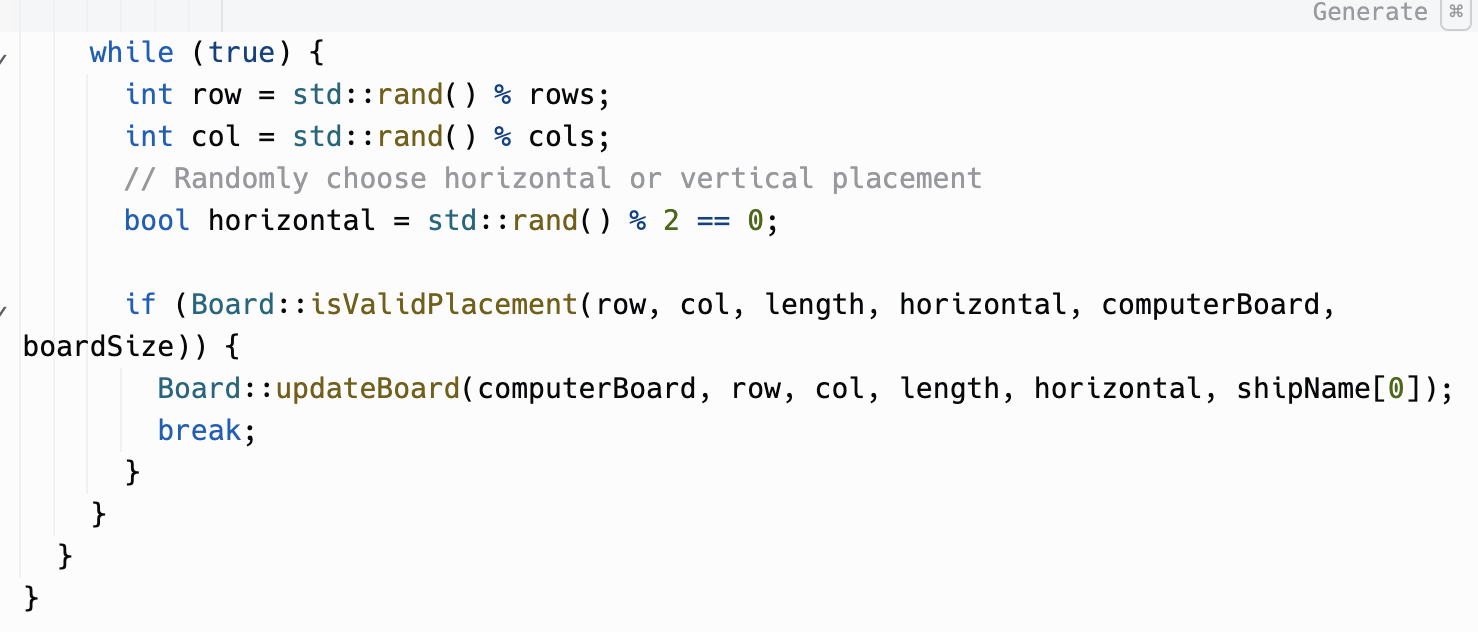 Generate ⌘
while (true) {
int row = std::rand() % rows;
int col = std::rand() % cols;
// Randomly choose horizontal or vertical placement
bool horizontal = std::rand() % 2 == 0;
if (Board::isValidPlacement(row, col, length, horizontal, computerBoard,
boardSize)) {
Board::updateBoard(computerBoard, row, col, length, horizontal, shipName[0]);
break;
}
}
}
}